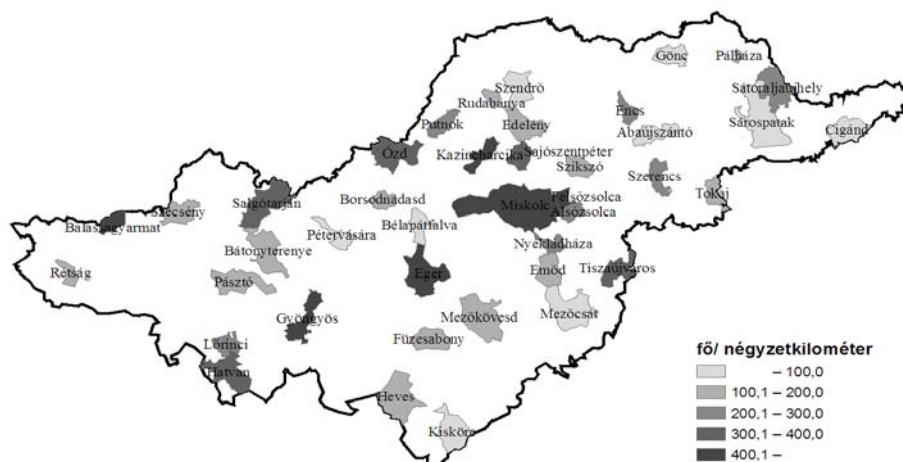 Gönc
Pálháza
Szendrő
Sátoraljaújhely
Rudabánya
Encs
Putnok
Edelény
Abaújszántó
Sárospatak
Cigánd
Ózd
Kazincbarcika
Sajószentpéter
Szikszó
Szerencs
Tokaj
Borsodnádasd
Szécsény
Salgótarján
Miskolc
Felsőzsolca
Alsózsolca
Balassagyarmat
Pétervására
Bélapátfalva
Nyékládháza
Bátonyterenye
Rétság
Pásztó
Eger
Emőd
Tiszaújváros
Gyöngyös
Mezőkövesd
Mezőcsát
Lőrinci
Füzesabony
Hatvan
Heves
Kisköre
fő/ négyzetkilométer
– 100,0
100,1 – 200,0
200,1 – 300,0
300,1 – 400,0
400,1 –